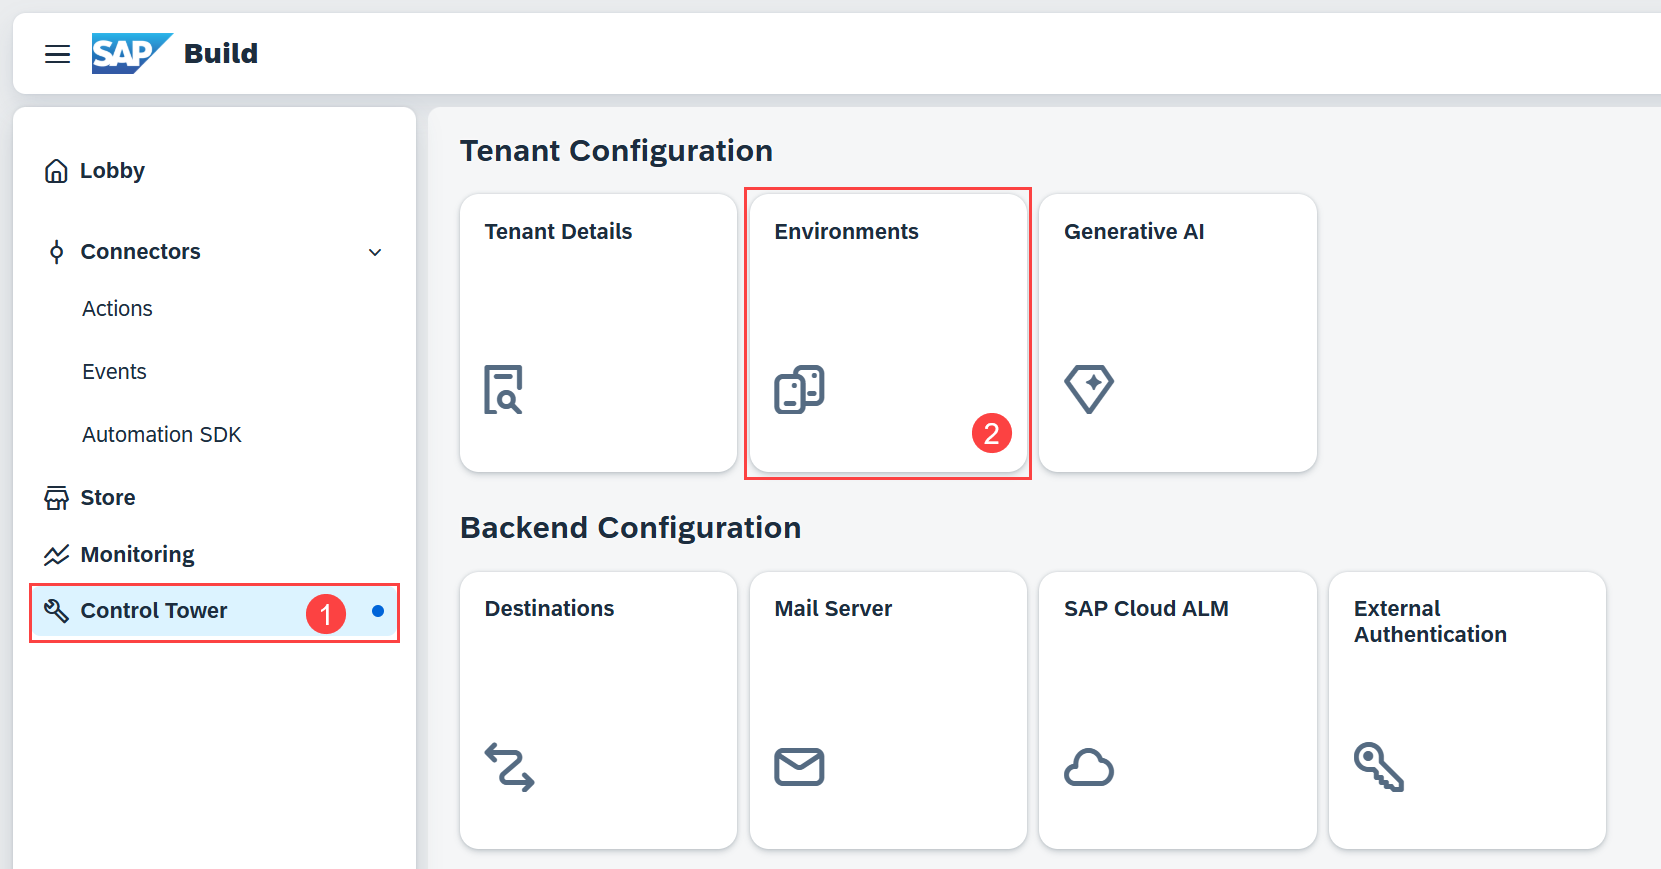 SAP Build
Lobby
Connectors
Actions
Events
Automation SDK
Store
Monitoring
Control Tower 1
Tenant Configuration
Tenant Details
Environments
2
Generative AI
Backend Configuration
Destinations
Mail Server
SAP Cloud ALM
External
Authentication